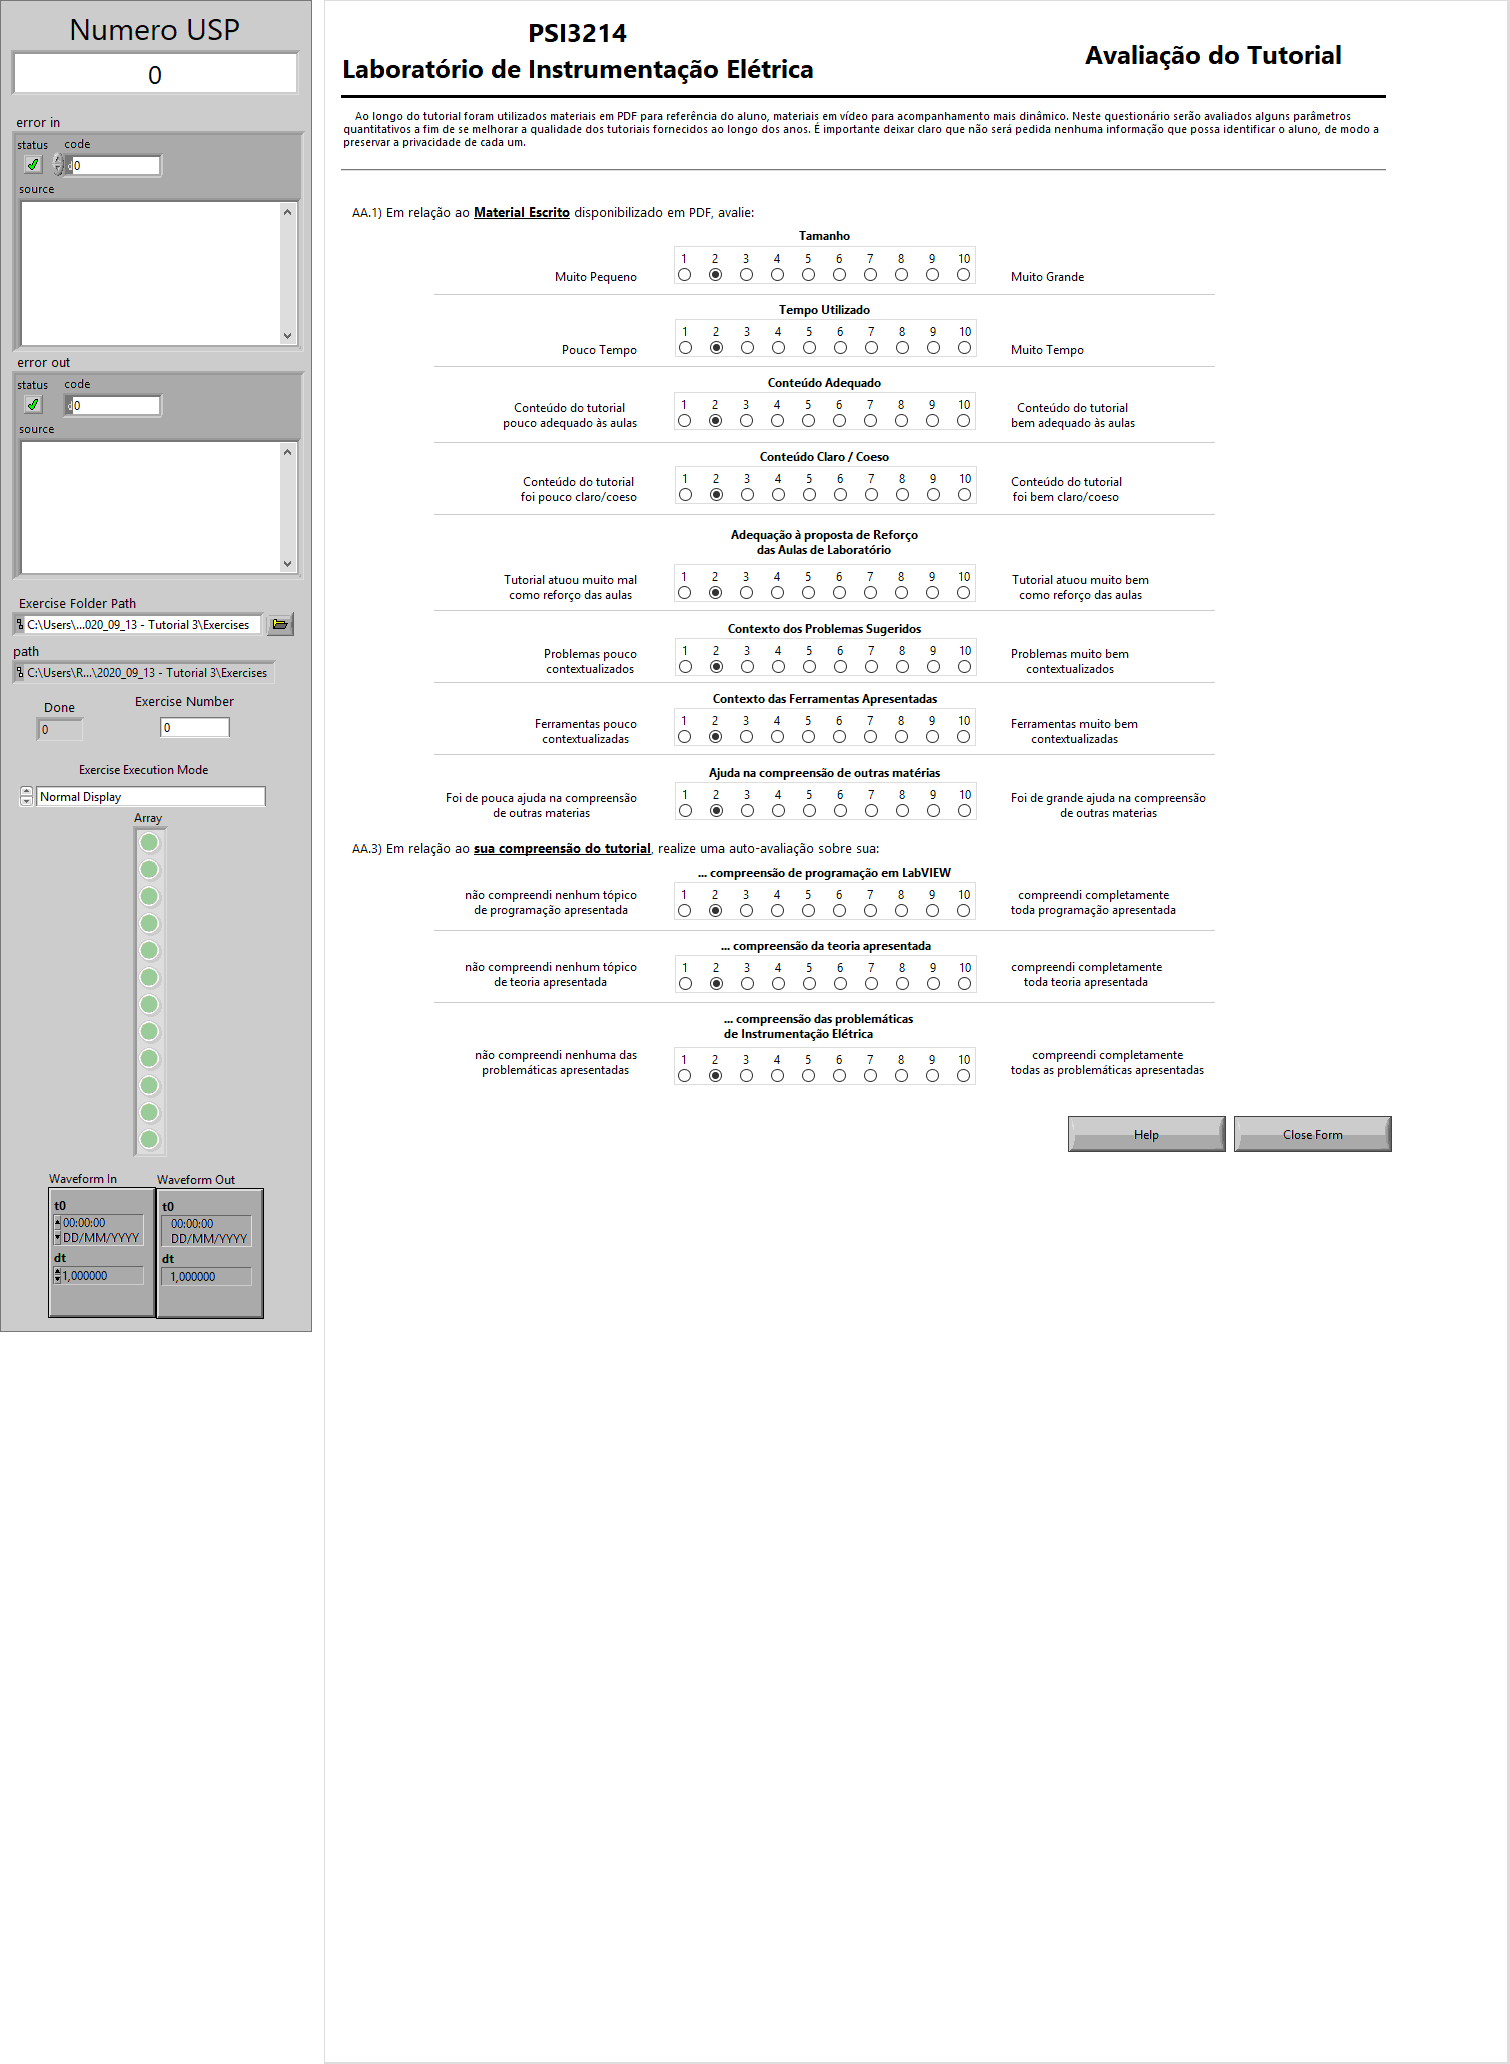 Numero USP
0
error in
status code
0
source
error out
status code
0
source
Exercise Folder Path
C:\Users\...020_09_13 - Tutorial 3\Exercises
path
C:\Users\R...\2020_09_13 - Tutorial 3\Exercises
Done
0
Exercise Number
0
Exercise Execution Mode
Normal Display
Array
Waveform In
t0
00:00:00
DD/MM/YYYY
dt
1,000000
Waveform Out
t0
00:00:00
DD/MM/YYYY
dt
1,000000
PSI3214
Laboratório de Instrumentação Elétrica
Avaliação do Tutorial
Ao longo do tutorial foram utilizados materiais em PDF para referência do aluno, materiais em vídeo para acompanhamento mais dinâmico. Neste questionário serão avaliados alguns parâmetros
quantitativos a fim de se melhorar a qualidade dos tutoriais fornecidos ao longo dos anos. É importante deixar claro que não será pedida nenhuma informação que possa identificar o aluno, de modo a
preservar a privacidade de cada um.
AA.1) Em relação ao Material Escrito disponibilizado em PDF, avalie:
Tamanho
1 2 3 4 5 6 7 8 9 10
Muito Pequeno
Muito Grande
Tempo Utilizado
1 2 3 4 5 6 7 8 9 10
Pouco Tempo
Muito Tempo
Conteúdo Adequado
1 2 3 4 5 6 7 8 9 10
Conteúdo do tutorial
pouco adequado às aulas
Conteúdo do tutorial
bem adequado às aulas
Conteúdo Claro / Coeso
1 2 3 4 5 6 7 8 9 10
Conteúdo do tutorial
foi pouco claro/coeso
Conteúdo do tutorial
foi bem claro/coeso
Adequação à proposta de Reforço
das Aulas de Laboratório
1 2 3 4 5 6 7 8 9 10
Tutorial atuou muito mal
como reforço das aulas
Tutorial atuou muito bem
como reforço das aulas
Contexto dos Problemas Sugeridos
1 2 3 4 5 6 7 8 9 10
Problemas pouco
contextualizados
Problemas muito bem
contextualizados
Contexto das Ferramentas Apresentadas
1 2 3 4 5 6 7 8 9 10
Ferramentas pouco
contextualizadas
Ferramentas muito bem
contextualizadas
Ajuda na compreensão de outras matérias
1 2 3 4 5 6 7 8 9 10
Foi de pouca ajuda na compreensão
de outras materias
Foi de grande ajuda na compreensão
de outras materias
AA.3) Em relação ao sua compreensão do tutorial, realize uma auto-avaliação sobre sua:
... compreensão de programação em LabVIEW
1 2 3 4 5 6 7 8 9 10
não compreendi nenhum tópico
de programação apresentada
compreendi completamente
toda programação apresentada
... compreensão da teoria apresentada
1 2 3 4 5 6 7 8 9 10
não compreendi nenhum tópico
de teoria apresentada
compreendi completamente
toda teoria apresentada
... compreensão das problemáticas
de Instrumentação Elétrica
1 2 3 4 5 6 7 8 9 10
não compreendi nenhuma das
problemáticas apresentadas
compreendi completamente
todas as problemáticas apresentadas
Help
Close Form